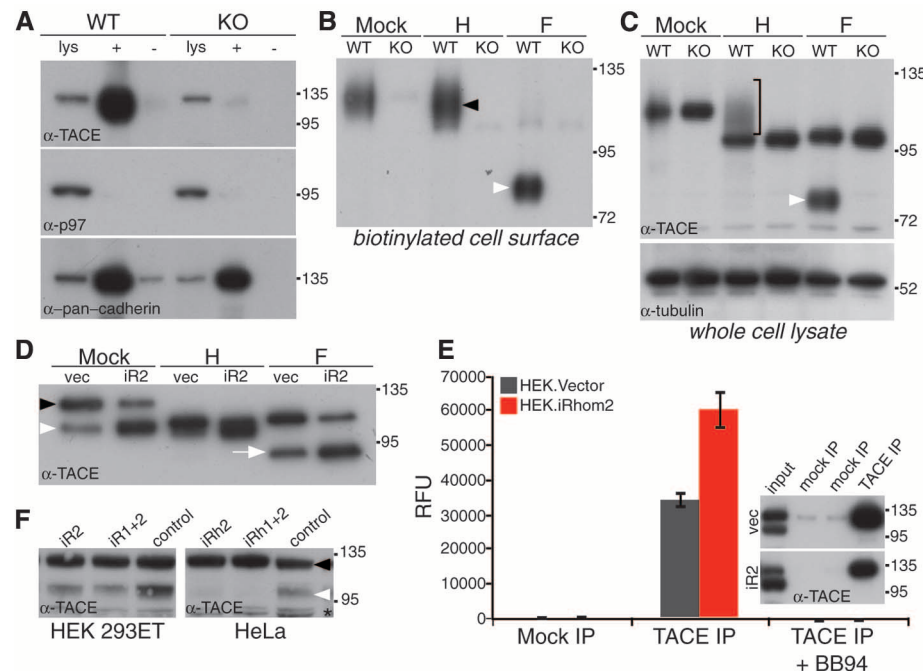 A
WT KO
lys + - lys + -
135
95
α-TACE
95
α-p97
135
α-pan-cadherin
B
Mock H F
WT KO WT KO WT KO
135
95
72
biotinylated cell surface
C
Mock H F
WT KO WT KO WT KO
135
95
72
α-TACE
52
α-tubulin
whole cell lysate
D
Mock H F
vec iR2 vec iR2 vec iR2
135
95
α-TACE
E
70000
60000
50000
40000
30000
20000
10000
0
RFU
HEK.Vector
HEK.iRhom2
input mock IP mock IP TACE IP
vec
135
95
iR2
135
95
α-TACE
Mock IP TACE IP TACE IP
+ BB94
F
iR2 iR1+2 control iRh2 iRh1+2 control
135
95
*
α-TACE α-TACE
HEK 293ET HeLa